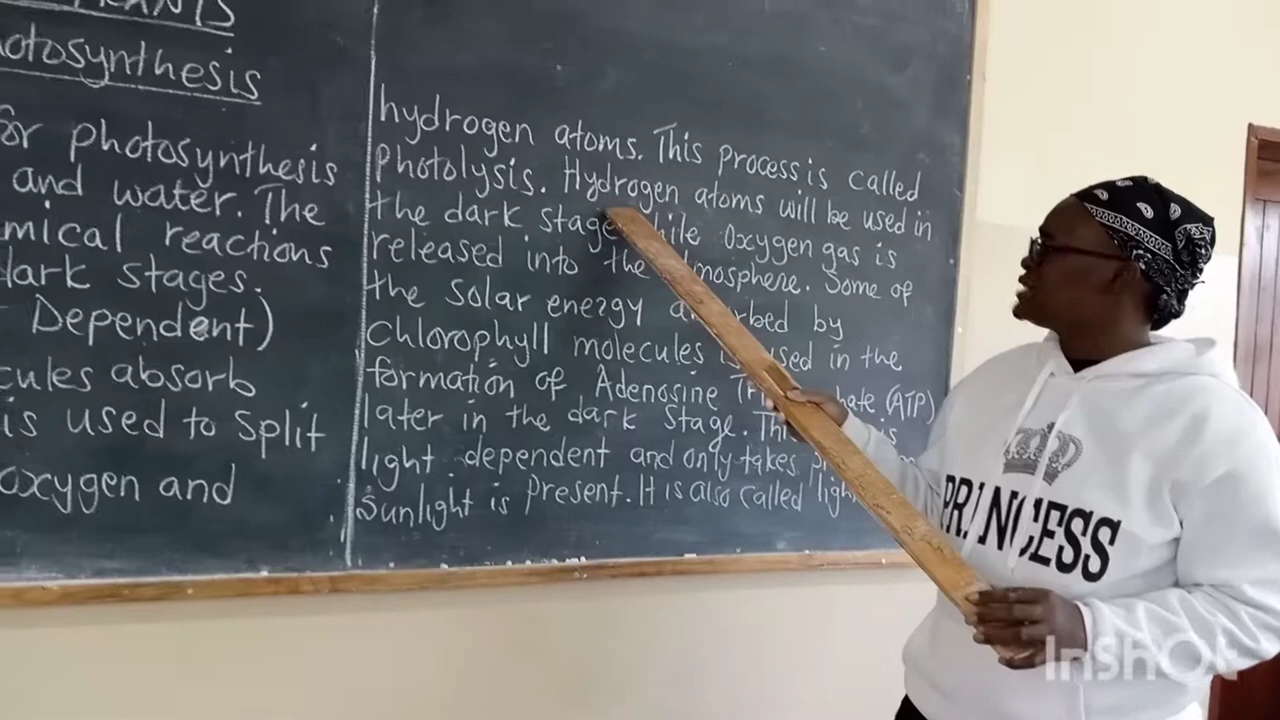 PLANTS
Photosynthesis
for photosynthesis
and water. The
mical reactions
dark stages.
Dependent)
cules absorb
is used to split
oxygen and
hydrogen atoms. This process is called
Photolysis. Hydrogen atoms will be used in
the dark stage while oxygen gas is
released into the atmosphere. Some of
the solar energy absorbed by
Chlorophyll molecules is used in the
formation of Adenosine Tri hate (ATP)
later in the dark stage. This is
light dependent and only takes
sunlight is present. It is also called light
PRINCESS
InShOt